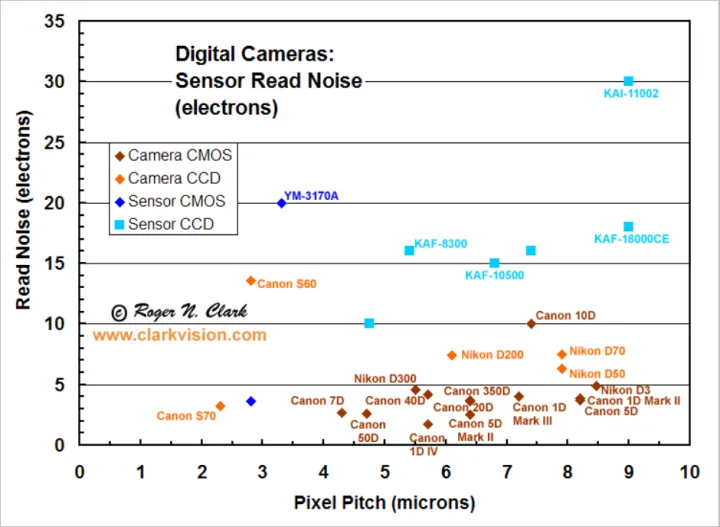 Digital Cameras:
Sensor Read Noise
(electrons)
35
30
25
20
15
10
5
0
Read Noise (electrons)
Camera CMOS
Camera CCD
Sensor CMOS
Sensor CCD
KAI-11002
YM-3170A
KAF-8300
KAF-18000CE
KAF-10500
Canon S60
© Roger N. Clark
www.clarkvision.com
Canon 10D
Nikon D200
Nikon D70
Nikon D50
Nikon D300
Canon 350D
Nikon D3
Canon 7D
Canon 40D
Canon 20D
Canon 1D
Mark III
Canon 1D Mark II
Canon 5D
Canon S70
Canon
50D
Canon
1D IV
Canon 5D
Mark II
0 1 2 3 4 5 6 7 8 9 10
Pixel Pitch (microns)